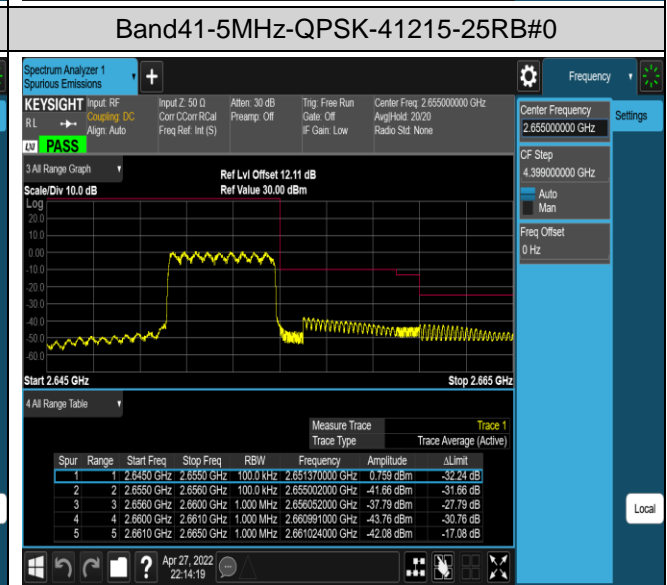 Band41-5MHz-QPSK-41215-25RB#0
Spectrum Analyzer 1
Spurious Emissions
+
Frequency
KEYSIGHT
RL
PASS
Input: RF
Coupling: DC
Align: Auto
Input Z: 50 Ω
Corr CCorr RCal
Freq Ref: Int (S)
Atten: 30 dB
Preamp: Off
Trig: Free Run
Gate: Off
IF Gain: Low
Center Freq: 2.655000000 GHz
Avg|Hold: 20/20
Radio Std: None
Center Frequency
2.655000000 GHz
Settings
CF Step
4.399000000 GHz
Auto
Man
Freq Offset
0 Hz
3 All Range Graph
Ref Lvl Offset 12.11 dB
Scale/Div 10.0 dB
Ref Value 30.00 dBm
Log
20.0
10.0
0.00
-10.0
-20.0
-30.0
-40.0
-50.0
-60.0
Start 2.645 GHz
Stop 2.665 GHz
4 All Range Table
Measure Trace Trace 1
Trace Type Trace Average (Active)
Spur Range Start Freq Stop Freq RBW Frequency Amplitude ΔLimit
1 1 2.6450 GHz 2.6550 GHz 100.0 kHz 2.651370000 GHz 0.759 dBm -32.24 dB
2 2 2.6550 GHz 2.6560 GHz 100.0 kHz 2.655002000 GHz -41.66 dBm -31.66 dB
3 3 2.6560 GHz 2.6600 GHz 1.000 MHz 2.656052000 GHz -37.79 dBm -27.79 dB
4 4 2.6600 GHz 2.6610 GHz 1.000 MHz 2.660991000 GHz -43.76 dBm -30.76 dB
5 5 2.6610 GHz 2.6650 GHz 1.000 MHz 2.661024000 GHz -42.08 dBm -17.08 dB
Local
?
Apr 27, 2022
22:14:19